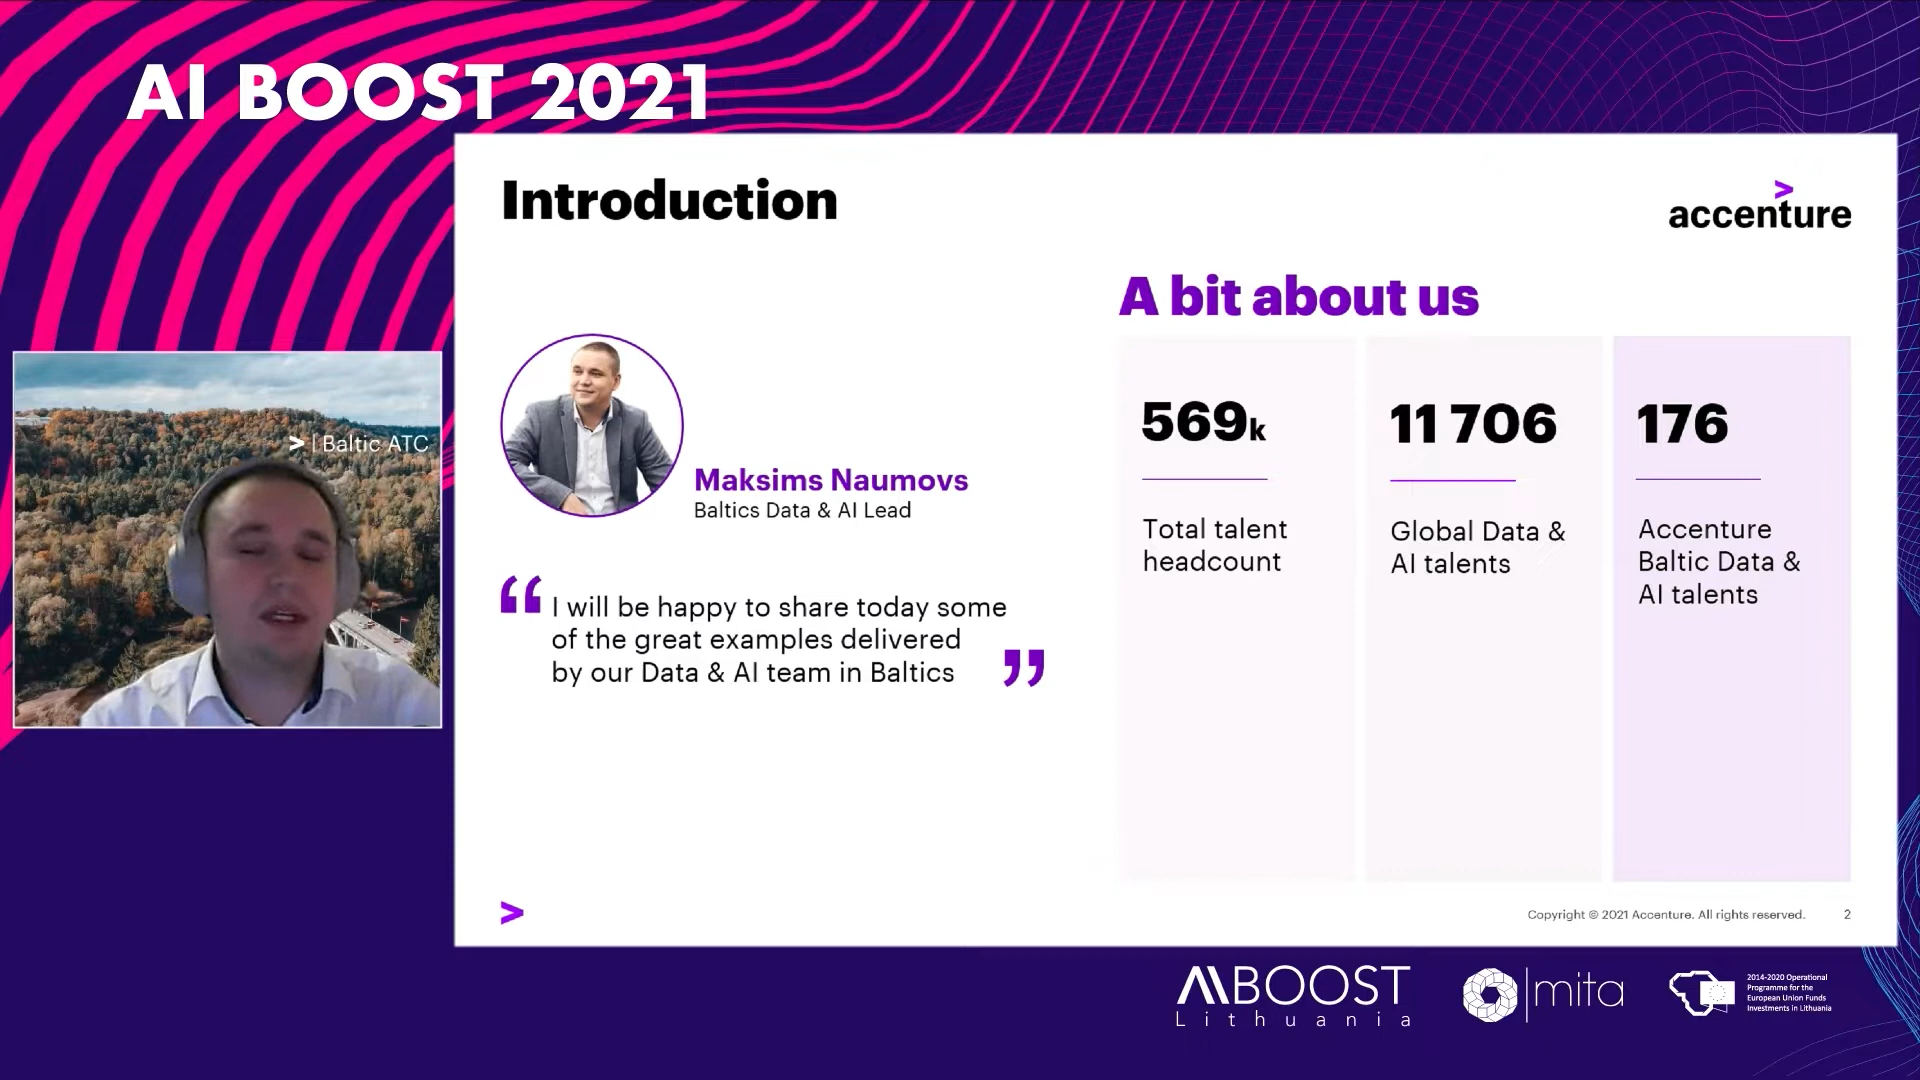 AI BOOST 2021
Introduction
accenture
A bit about us
569k
11 706
176
Total talent
headcount
Global Data &
AI talents
Accenture
Baltic Data &
AI talents
Maksims Naumovs
Baltics Data & AI Lead
“ I will be happy to share today some
of the great examples delivered
by our Data & AI team in Baltics ”
> | Baltic ATC
>
Copyright © 2021 Accenture. All rights reserved. 2
AI BOOST
Lithuania
mita
2014-2020 Operational
Programme for the
European Union Funds
Investments in Lithuania